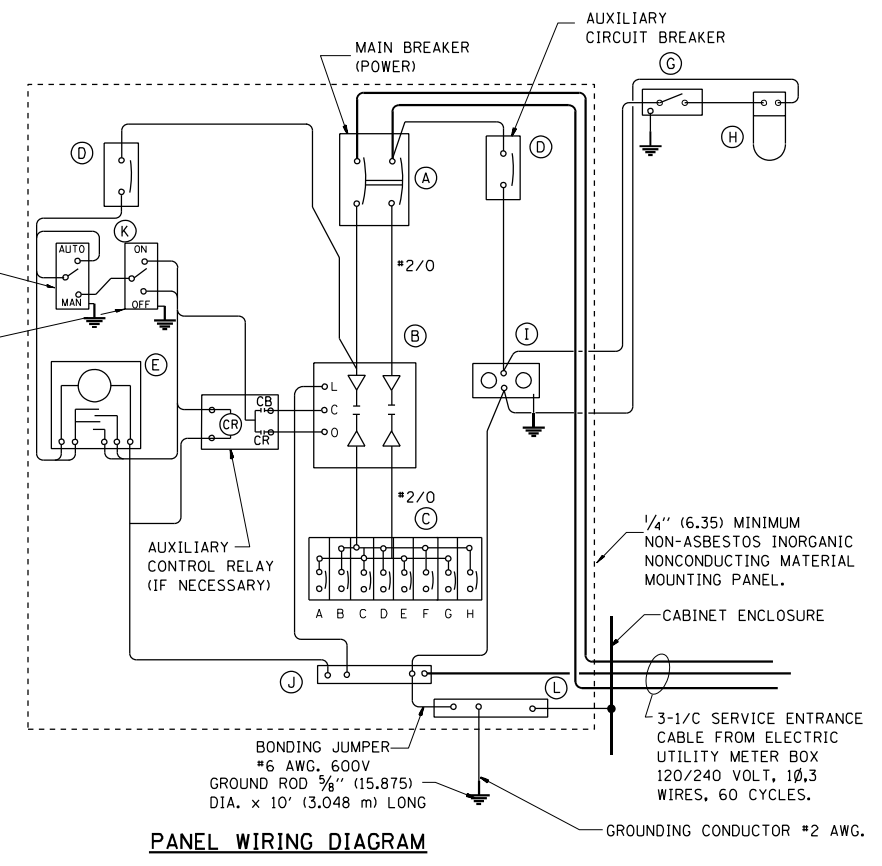 AUXILIARY
CIRCUIT BREAKER
MAIN BREAKER
(POWER)
G
H
D
A
D
K
AUTO
MAN
ON
OFF
#2/0
B
I
E
L
C
O
CB
CR
CR
#2/0
C
AUXILIARY
CONTROL RELAY
(IF NECESSARY)
A B C D E F G H
1/4" (6.35) MINIMUM
NON-ASBESTOS INORGANIC
NONCONDUCTING MATERIAL
MOUNTING PANEL.
CABINET ENCLOSURE
J
L
3-1/C SERVICE ENTRANCE
CABLE FROM ELECTRIC
UTILITY METER BOX
120/240 VOLT, 1Ø,3
WIRES, 60 CYCLES.
BONDING JUMPER
#6 AWG. 600V
GROUND ROD 5/8" (15.875)
DIA. x 10' (3.048 m) LONG
GROUNDING CONDUCTOR #2 AWG.
PANEL WIRING DIAGRAM